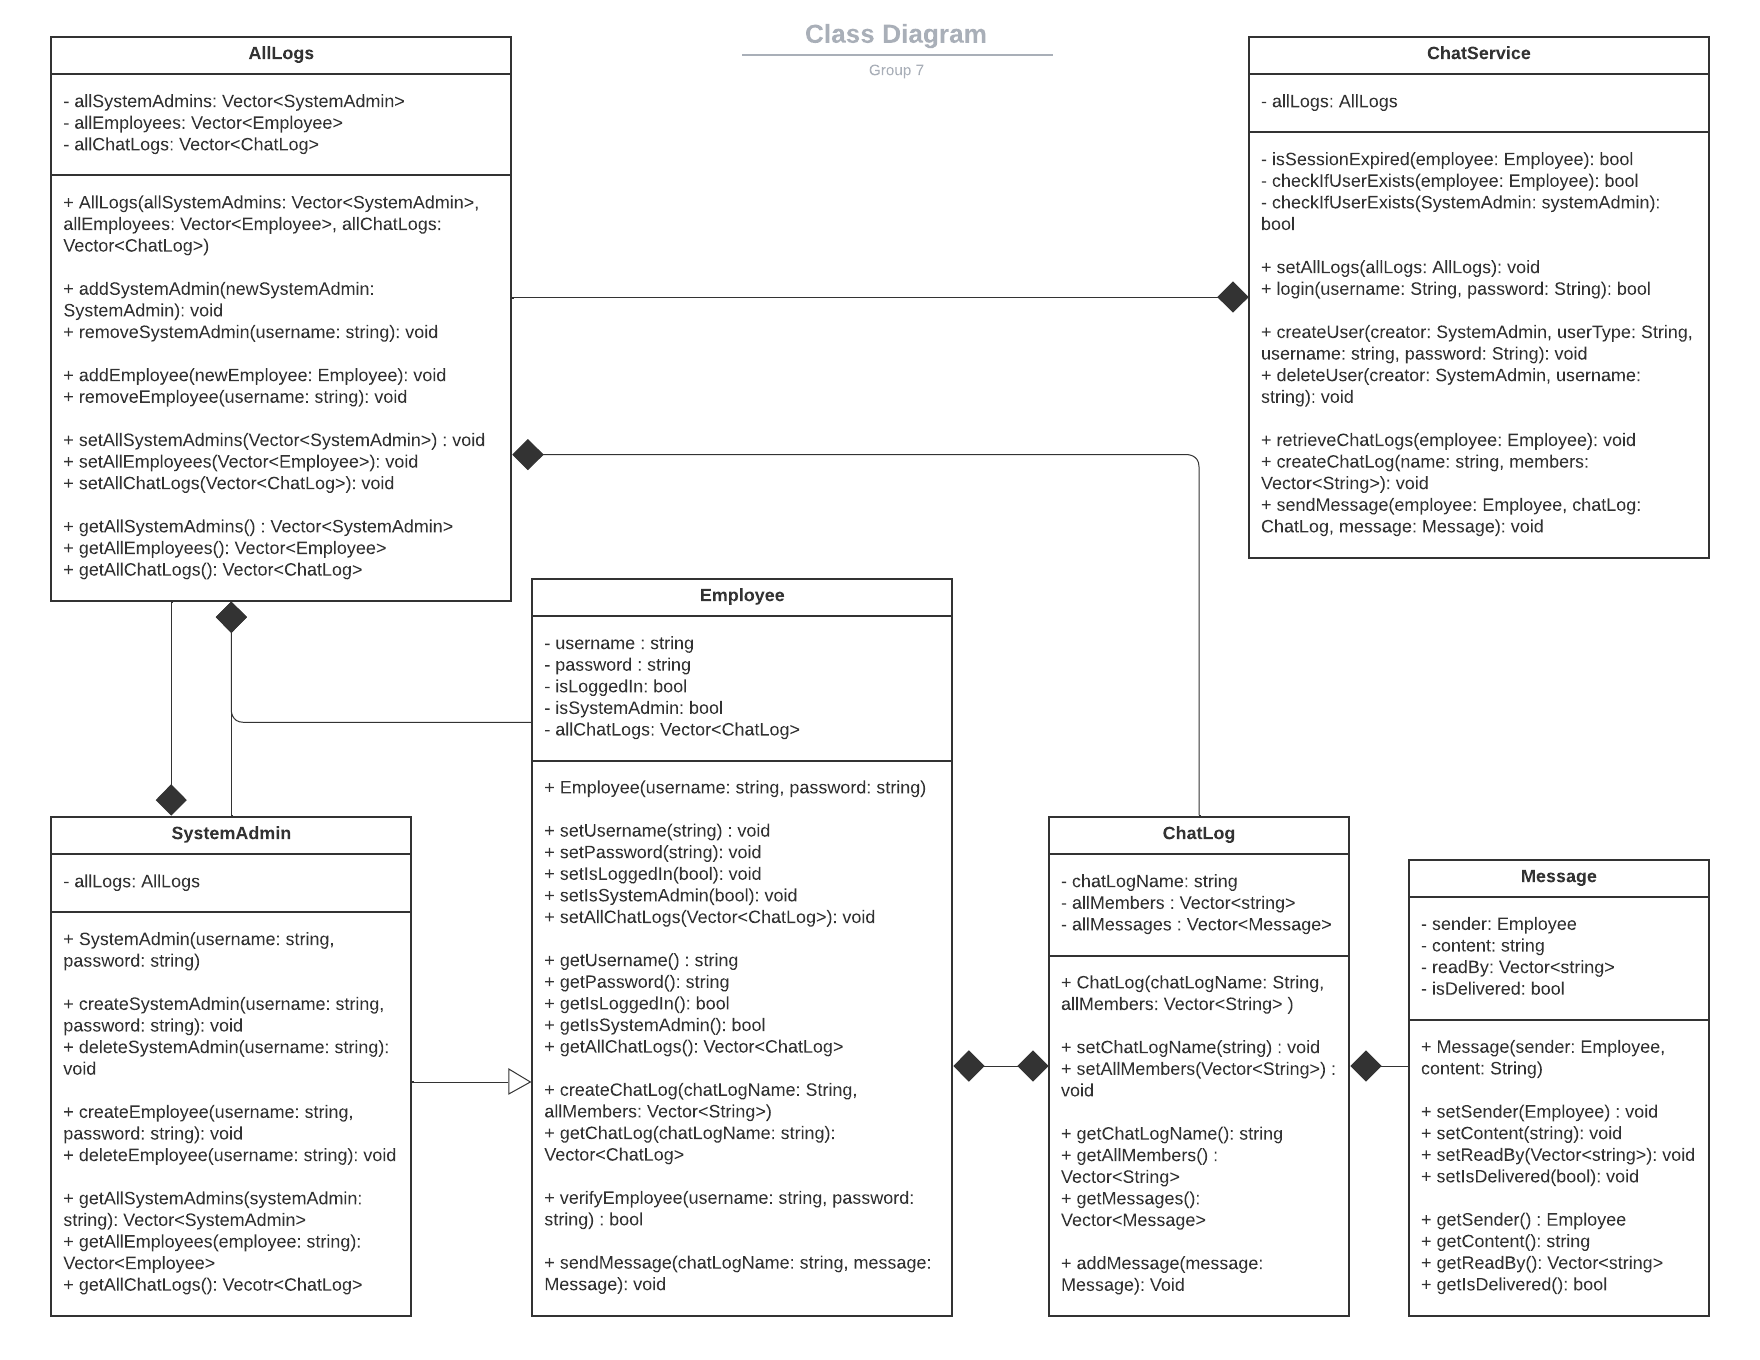 Class Diagram
Group 7
AllLogs
- allSystemAdmins: Vector<SystemAdmin>
- allEmployees: Vector<Employee>
- allChatLogs: Vector<ChatLog>
+ AllLogs(allSystemAdmins: Vector<SystemAdmin>,
allEmployees: Vector<Employee>, allChatLogs:
Vector<ChatLog>)
+ addSystemAdmin(newSystemAdmin:
SystemAdmin): void
+ removeSystemAdmin(username: string): void
+ addEmployee(newEmployee: Employee): void
+ removeEmployee(username: string): void
+ setAllSystemAdmins(Vector<SystemAdmin>) : void
+ setAllEmployees(Vector<Employee>): void
+ setAllChatLogs(Vector<ChatLog>): void
+ getAllSystemAdmins() : Vector<SystemAdmin>
+ getAllEmployees(): Vector<Employee>
+ getAllChatLogs(): Vector<ChatLog>
ChatService
- allLogs: AllLogs
- isSessionExpired(employee: Employee): bool
- checkIfUserExists(employee: Employee): bool
- checkIfUserExists(SystemAdmin: systemAdmin):
bool
+ setAllLogs(allLogs: AllLogs): void
+ login(username: String, password: String): bool
+ createUser(creator: SystemAdmin, userType: String,
username: string, password: String): void
+ deleteUser(creator: SystemAdmin, username:
string): void
+ retrieveChatLogs(employee: Employee): void
+ createChatLog(name: string, members:
Vector<String>): void
+ sendMessage(employee: Employee, chatLog:
ChatLog, message: Message): void
SystemAdmin
- allLogs: AllLogs
+ SystemAdmin(username: string,
password: string)
+ createSystemAdmin(username: string,
password: string): void
+ deleteSystemAdmin(username: string):
void
+ createEmployee(username: string,
password: string): void
+ deleteEmployee(username: string): void
+ getAllSystemAdmins(systemAdmin:
string): Vector<SystemAdmin>
+ getAllEmployees(employee: string):
Vector<Employee>
+ getAllChatLogs(): Vecotr<ChatLog>
Employee
- username : string
- password : string
- isLoggedIn: bool
- isSystemAdmin: bool
- allChatLogs: Vector<ChatLog>
+ Employee(username: string, password: string)
+ setUsername(string) : void
+ setPassword(string): void
+ setIsLoggedIn(bool): void
+ setIsSystemAdmin(bool): void
+ setAllChatLogs(Vector<ChatLog>): void
+ getUsername() : string
+ getPassword(): string
+ getIsLoggedIn(): bool
+ getIsSystemAdmin(): bool
+ getAllChatLogs(): Vector<ChatLog>
+ createChatLog(chatLogName: String,
allMembers: Vector<String>)
+ getChatLog(chatLogName: string):
Vector<ChatLog>
+ verifyEmployee(username: string, password:
string) : bool
+ sendMessage(chatLogName: string, message:
Message): void
ChatLog
- chatLogName: string
- allMembers : Vector<string>
- allMessages : Vector<Message>
+ ChatLog(chatLogName: String,
allMembers: Vector<String> )
+ setChatLogName(string) : void
+ setAllMembers(Vector<String>) :
void
+ getChatLogName(): string
+ getAllMembers() :
Vector<String>
+ getMessages():
Vector<Message>
+ addMessage(message:
Message): Void
Message
- sender: Employee
- content: string
- readBy: Vector<string>
- isDelivered: bool
+ Message(sender: Employee,
content: String)
+ setSender(Employee) : void
+ setContent(string): void
+ setReadBy(Vector<string>): void
+ setIsDelivered(bool): void
+ getSender() : Employee
+ getContent(): string
+ getReadBy(): Vector<string>
+ getIsDelivered(): bool